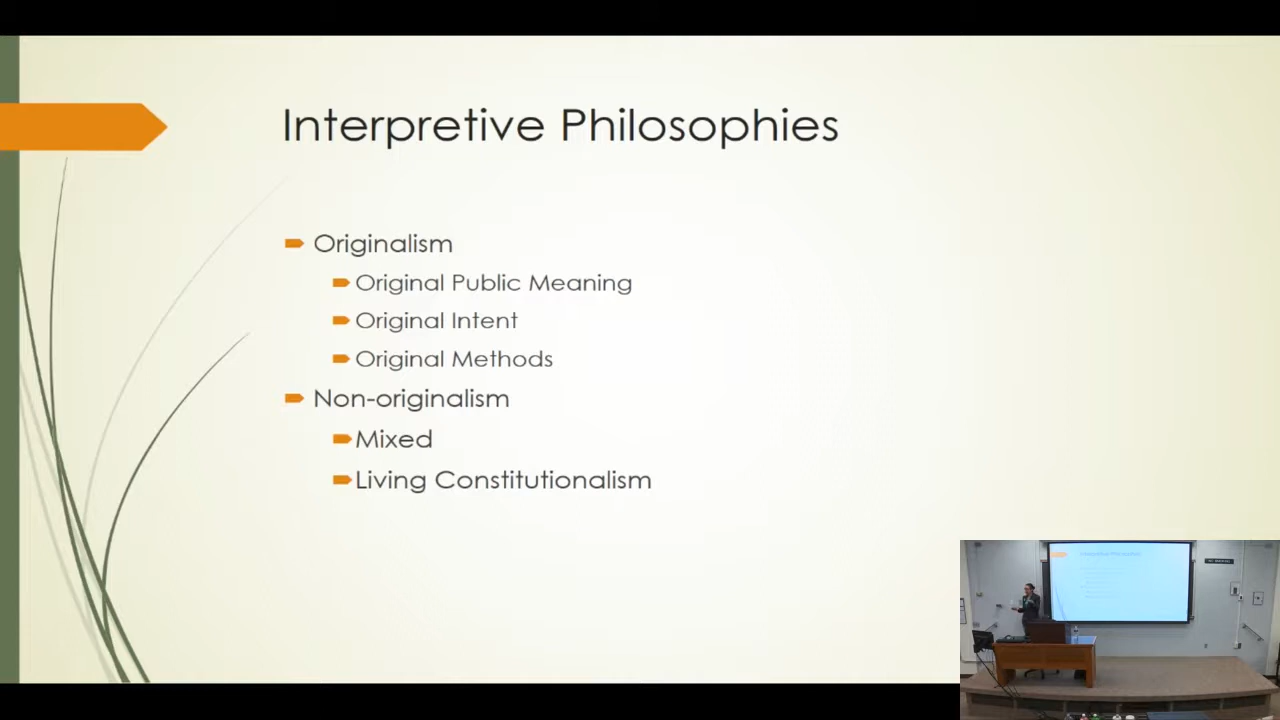 Interpretive Philosophies
Originalism
Original Public Meaning
Original Intent
Original Methods
Non-originalism
Mixed
Living Constitutionalism